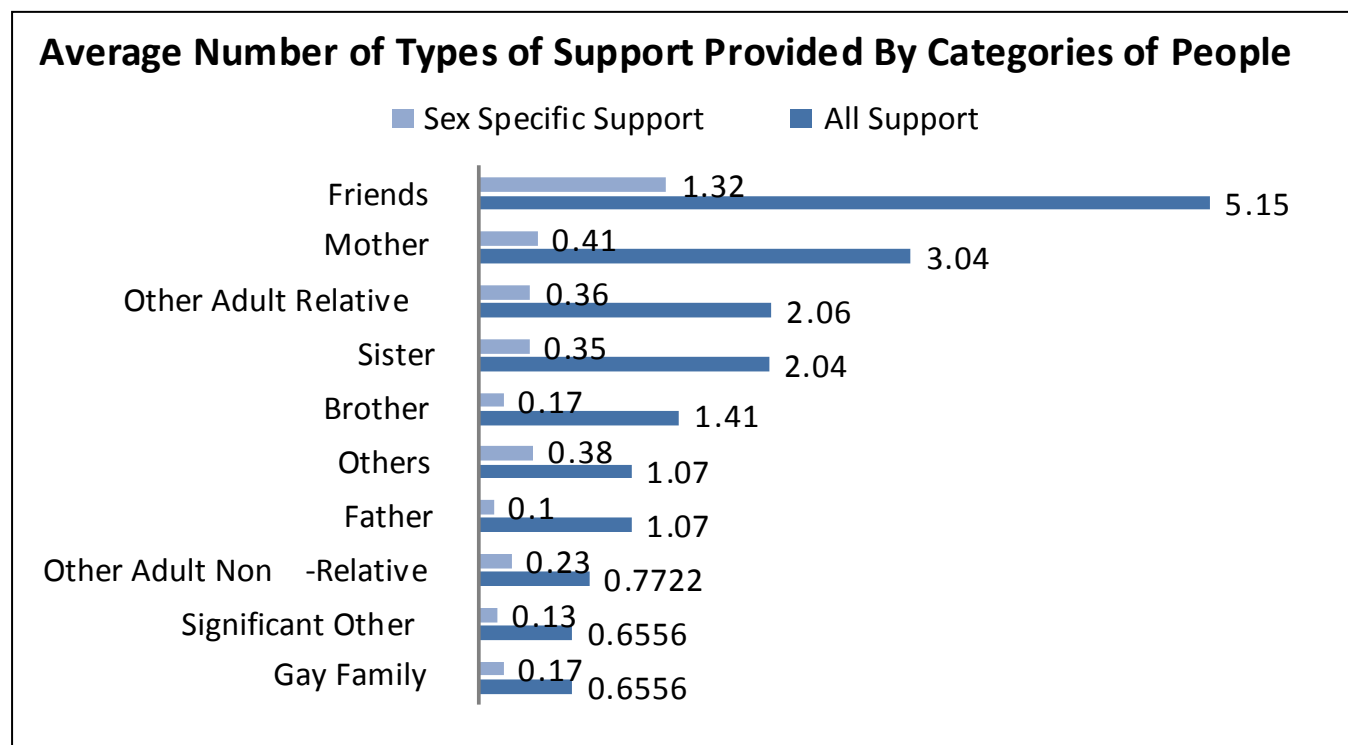 Average Number of Types of Support Provided By Categories of People
Sex Specific Support All Support
Friends 1.32 5.15
Mother 0.41 3.04
Other Adult Relative 0.36 2.06
Sister 0.35 2.04
Brother 0.17 1.41
Others 0.38 1.07
Father 0.1 1.07
Other Adult Non -Relative 0.23 0.7722
Significant Other 0.13 0.6556
Gay Family 0.17 0.6556